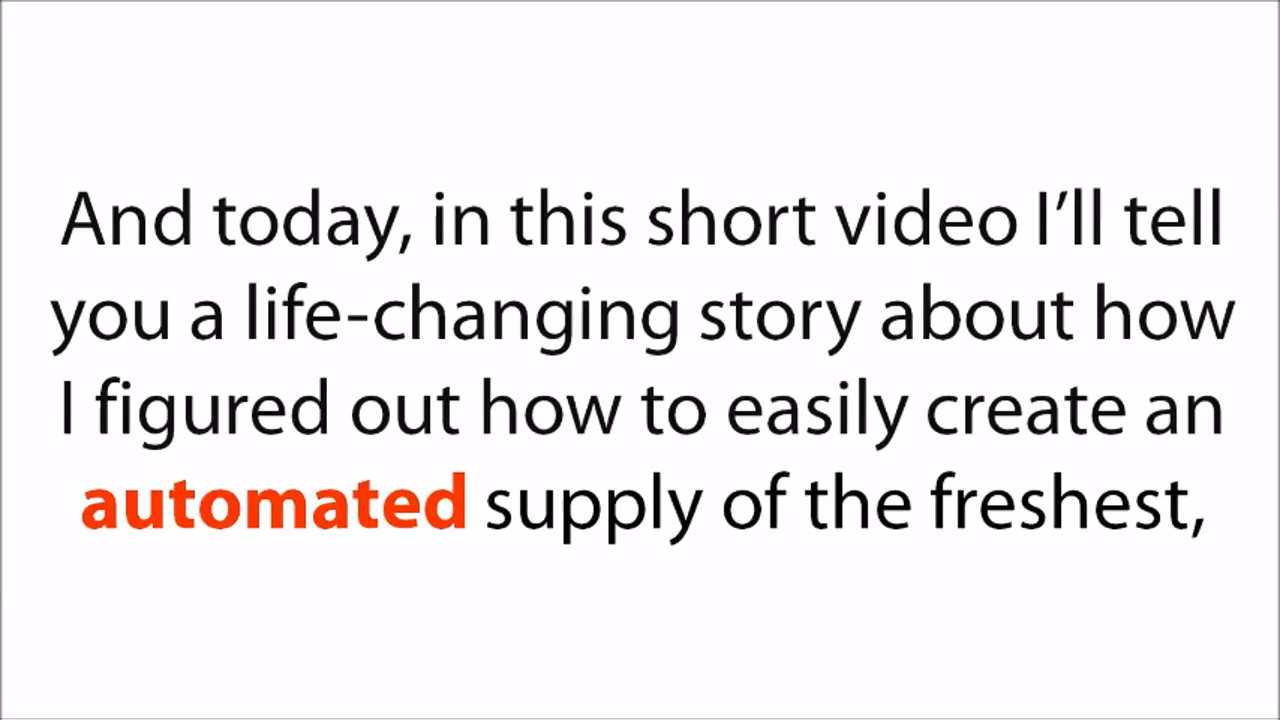 And today, in this short video I’ll tell
you a life-changing story about how
I figured out how to easily create an
automated supply of the freshest,